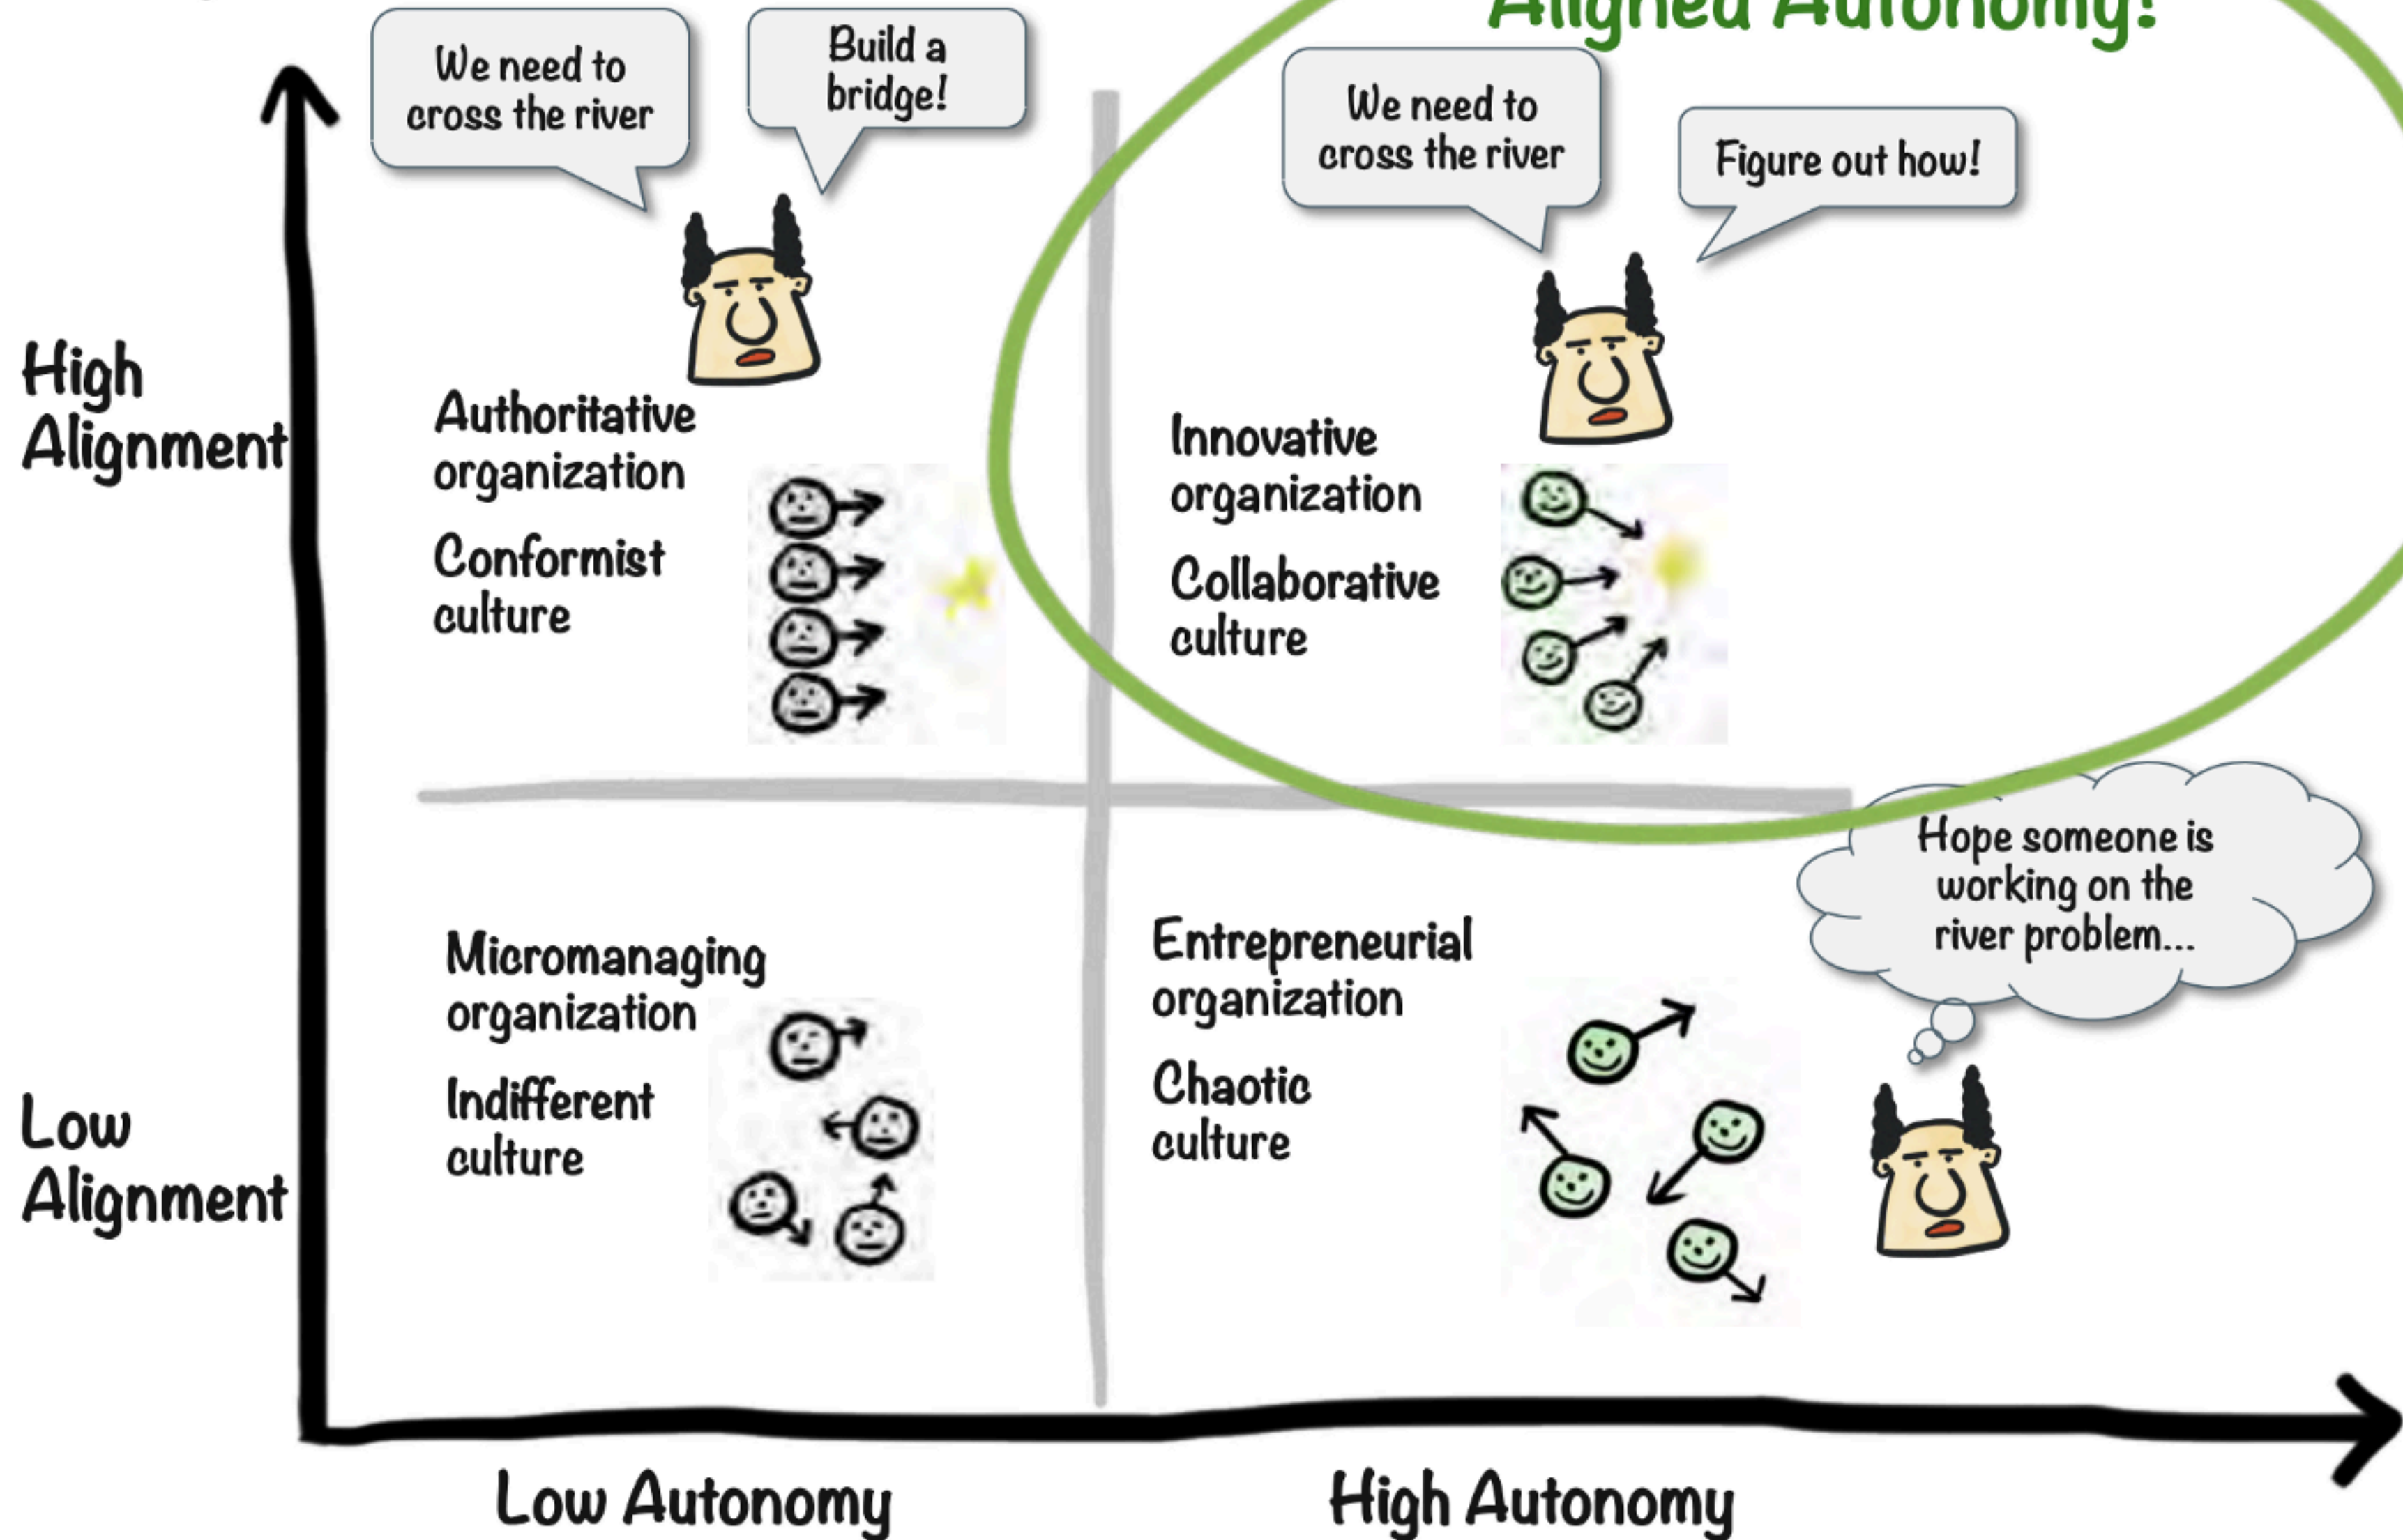 Aligned Autonomy!
We need to
cross the river
Build a
bridge!
We need to
cross the river
Figure out how!
High
Alignment
Authoritative
organization
Conformist
culture
Innovative
organization
Collaborative
culture
Hope someone is
working on the
river problem...
Low
Alignment
Micromanaging
organization
Indifferent
culture
Entrepreneurial
organization
Chaotic
culture
Low Autonomy
High Autonomy